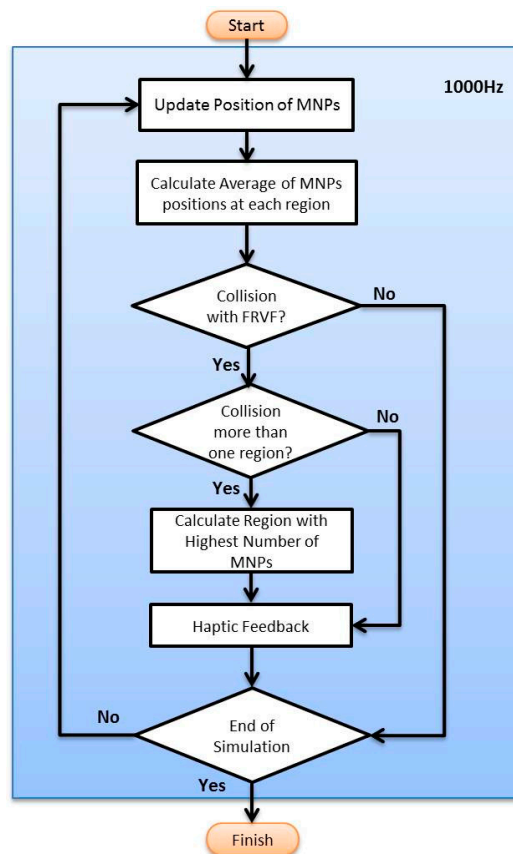 Start
1000Hz
Update Position of MNPs
Calculate Average of MNPs
positions at each region
Collision
with FRVF?
No
Yes
Collision
more than
one region?
No
Yes
Calculate Region with
Highest Number of
MNPs
Haptic Feedback
No
End of
Simulation
Yes
Finish